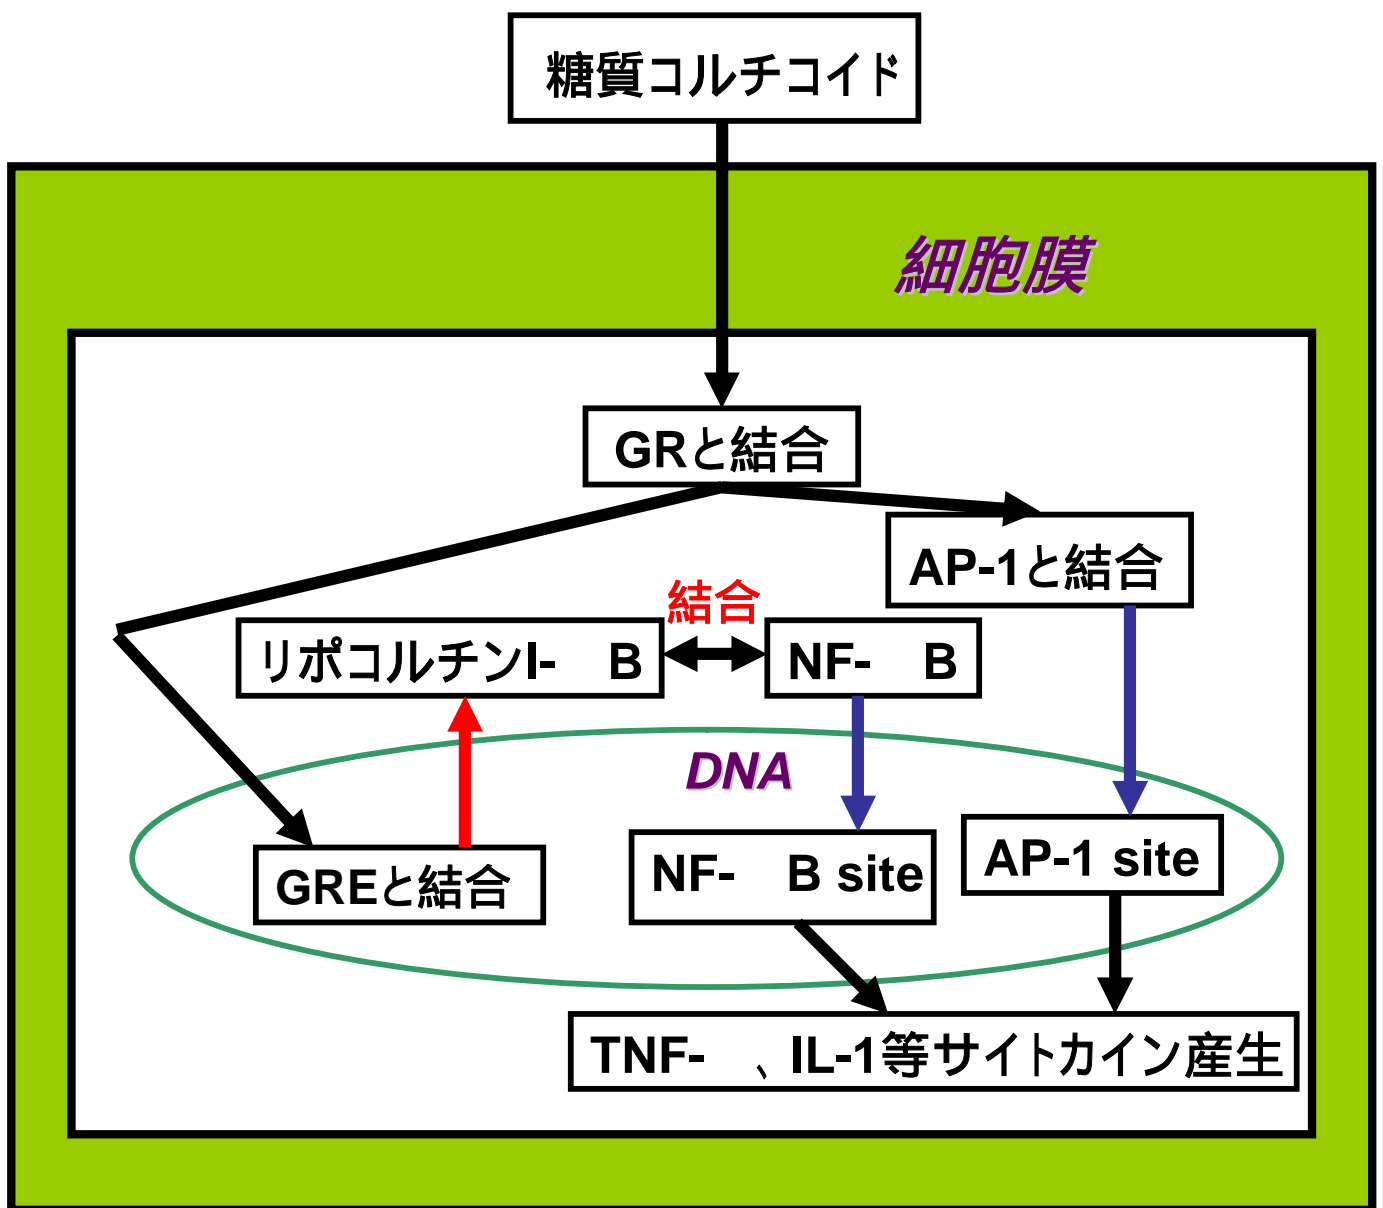 糖質コルチコイド
細胞膜
GRと結合
AP-1と結合
結合
リポコルチンI-　B
NF-　B
DNA
GREと結合
NF-　B site
AP-1 site
TNF-　、IL-1等サイトカイン産生